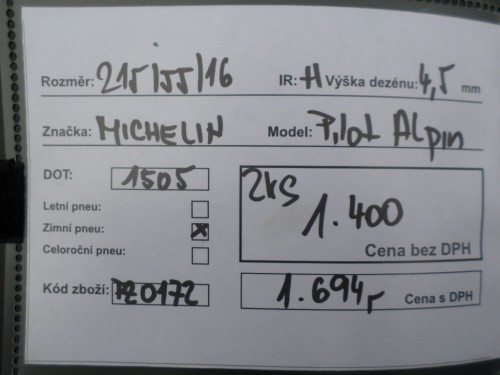 Rozměr: 215/55/16 IR: H Výška dezénu: 4,5 mm
Značka: MICHELIN Model: Pilot Alpin
DOT: 1505
Letní pneu:
Zimní pneu: x
Celoroční pneu:
2ks 1.400
Cena bez DPH
Kód zboží: PZ0172
1.694,- Cena s DPH